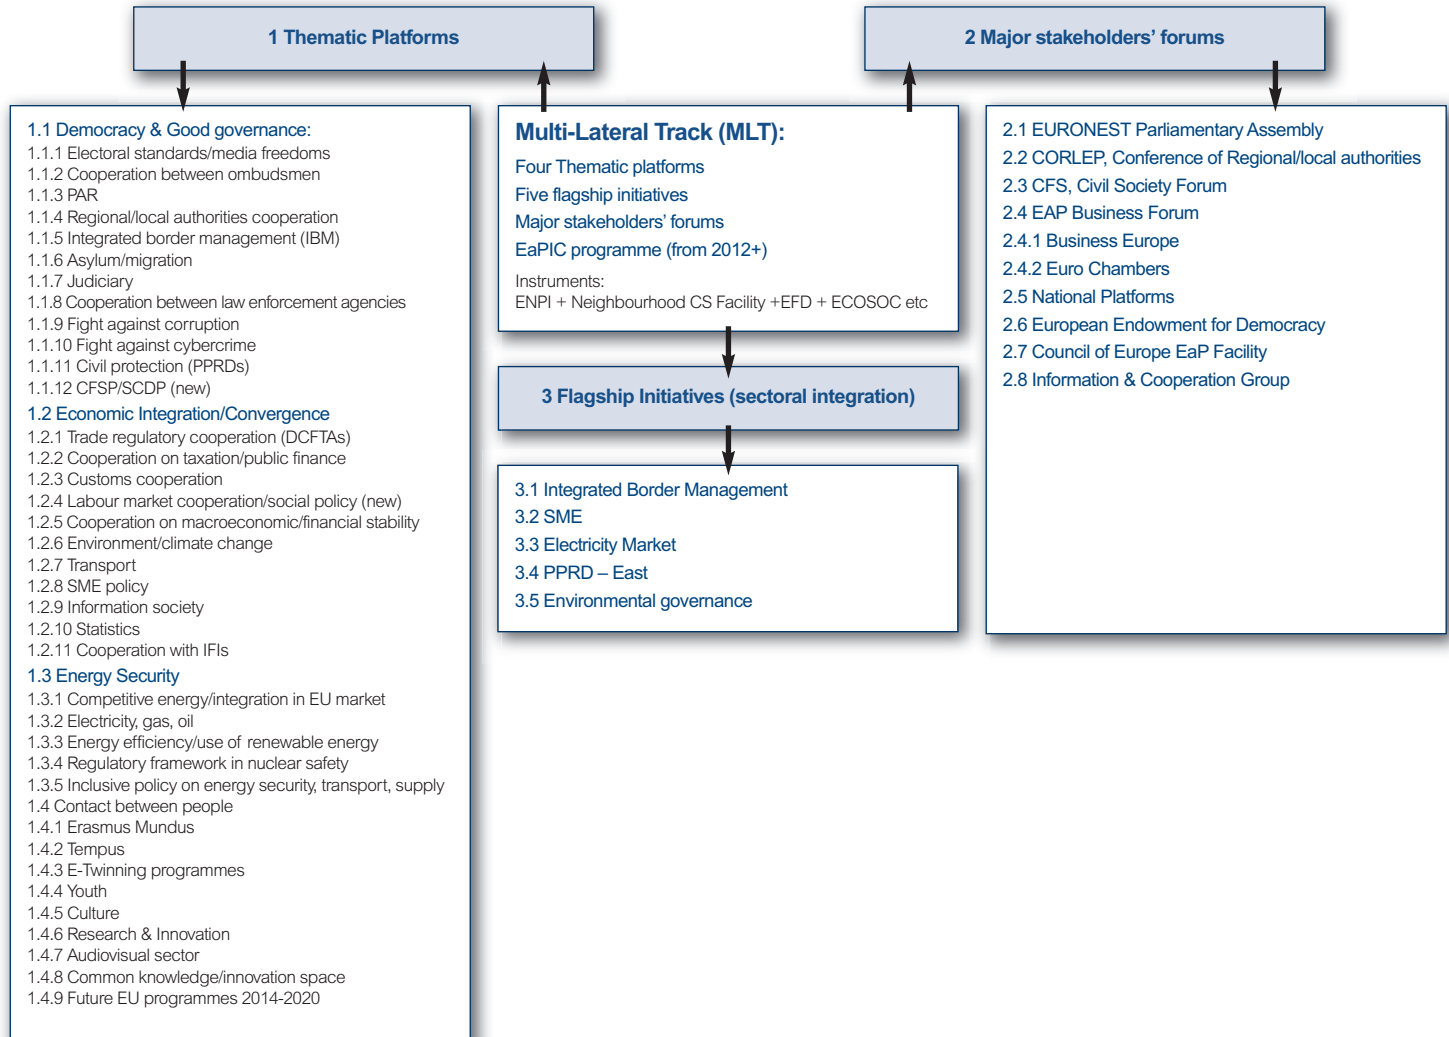 1 Thematic Platforms
2 Major stakeholders’ forums
1.1 Democracy & Good governance:
1.1.1 Electoral standards/media freedoms
1.1.2 Cooperation between ombudsmen
1.1.3 PAR
1.1.4 Regional/local authorities cooperation
1.1.5 Integrated border management (IBM)
1.1.6 Asylum/migration
1.1.7 Judiciary
1.1.8 Cooperation between law enforcement agencies
1.1.9 Fight against corruption
1.1.10 Fight against cybercrime
1.1.11 Civil protection (PPRDs)
1.1.12 CFSP/SCDP (new)
1.2 Economic Integration/Convergence
1.2.1 Trade regulatory cooperation (DCFTAs)
1.2.2 Cooperation on taxation/public finance
1.2.3 Customs cooperation
1.2.4 Labour market cooperation/social policy (new)
1.2.5 Cooperation on macroeconomic/financial stability
1.2.6 Environment/climate change
1.2.7 Transport
1.2.8 SME policy
1.2.9 Information society
1.2.10 Statistics
1.2.11 Cooperation with IFIs
1.3 Energy Security
1.3.1 Competitive energy/integration in EU market
1.3.2 Electricity, gas, oil
1.3.3 Energy efficiency/use of renewable energy
1.3.4 Regulatory framework in nuclear safety
1.3.5 Inclusive policy on energy security, transport, supply
1.4 Contact between people
1.4.1 Erasmus Mundus
1.4.2 Tempus
1.4.3 E-Twinning programmes
1.4.4 Youth
1.4.5 Culture
1.4.6 Research & Innovation
1.4.7 Audiovisual sector
1.4.8 Common knowledge/innovation space
1.4.9 Future EU programmes 2014-2020
Multi-Lateral Track (MLT):
Four Thematic platforms
Five flagship initiatives
Major stakeholders’ forums
EaPIC programme (from 2012+)
Instruments:
ENPI + Neighbourhood CS Facility +EFD + ECOSOC etc
3 Flagship Initiatives (sectoral integration)
3.1 Integrated Border Management
3.2 SME
3.3 Electricity Market
3.4 PPRD – East
3.5 Environmental governance
2.1 EURONEST Parliamentary Assembly
2.2 CORLEP, Conference of Regional/local authorities
2.3 CFS, Civil Society Forum
2.4 EAP Business Forum
2.4.1 Business Europe
2.4.2 Euro Chambers
2.5 National Platforms
2.6 European Endowment for Democracy
2.7 Council of Europe EaP Facility
2.8 Information & Cooperation Group